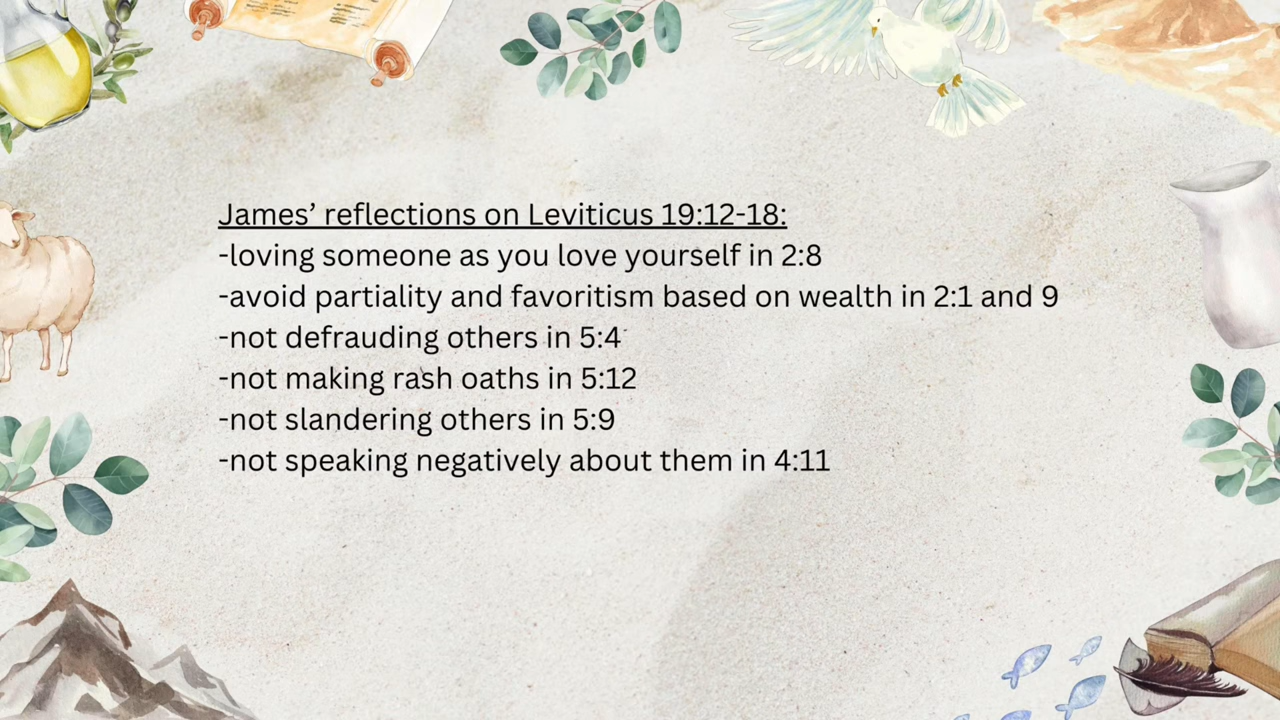 James’ reflections on Leviticus 19:12-18:
-loving someone as you love yourself in 2:8
-avoid partiality and favoritism based on wealth in 2:1 and 9
-not defrauding others in 5:4
-not making rash oaths in 5:12
-not slandering others in 5:9
-not speaking negatively about them in 4:11